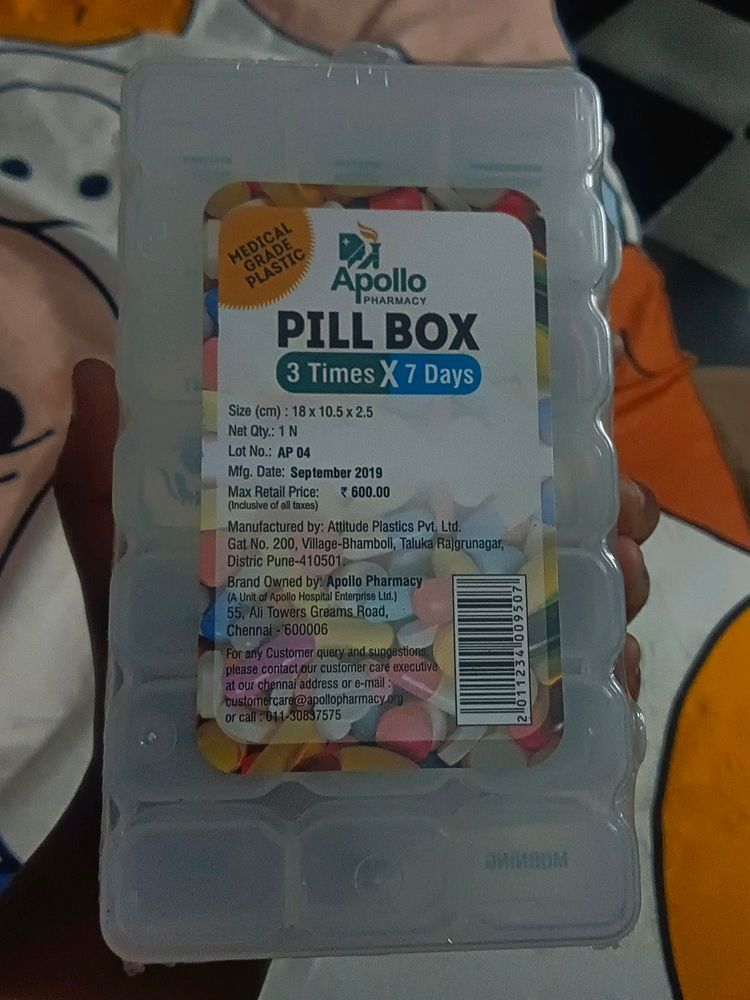 MEDICAL
GRADE
PLASTIC
Apollo
PHARMACY
PILL BOX
3 Times X 7 Days
Size (cm) : 18 x 10.5 x 2.5
Net Qty.: 1 N
Lot No.: AP 04
Mfg. Date: September 2019
Max Retail Price: ₹ 600.00
(Inclusive of all taxes)
Manufactured by: Attitude Plastics Pvt. Ltd.
Gat No. 200, Village-Bhamboli, Taluka Rajgrunagar,
Distric Pune-410501.
Brand Owned by: Apollo Pharmacy
(A Unit of Apollo Hospital Enterprise Ltd.)
55, Ali Towers Greams Road,
Chennai - 600006
For any Customer query and suggestions,
please contact our customer care executive
at our chennai address or e-mail :
customercare@apollopharmacy.org
or call : 011-30837575
2 011234 009507
MORNING